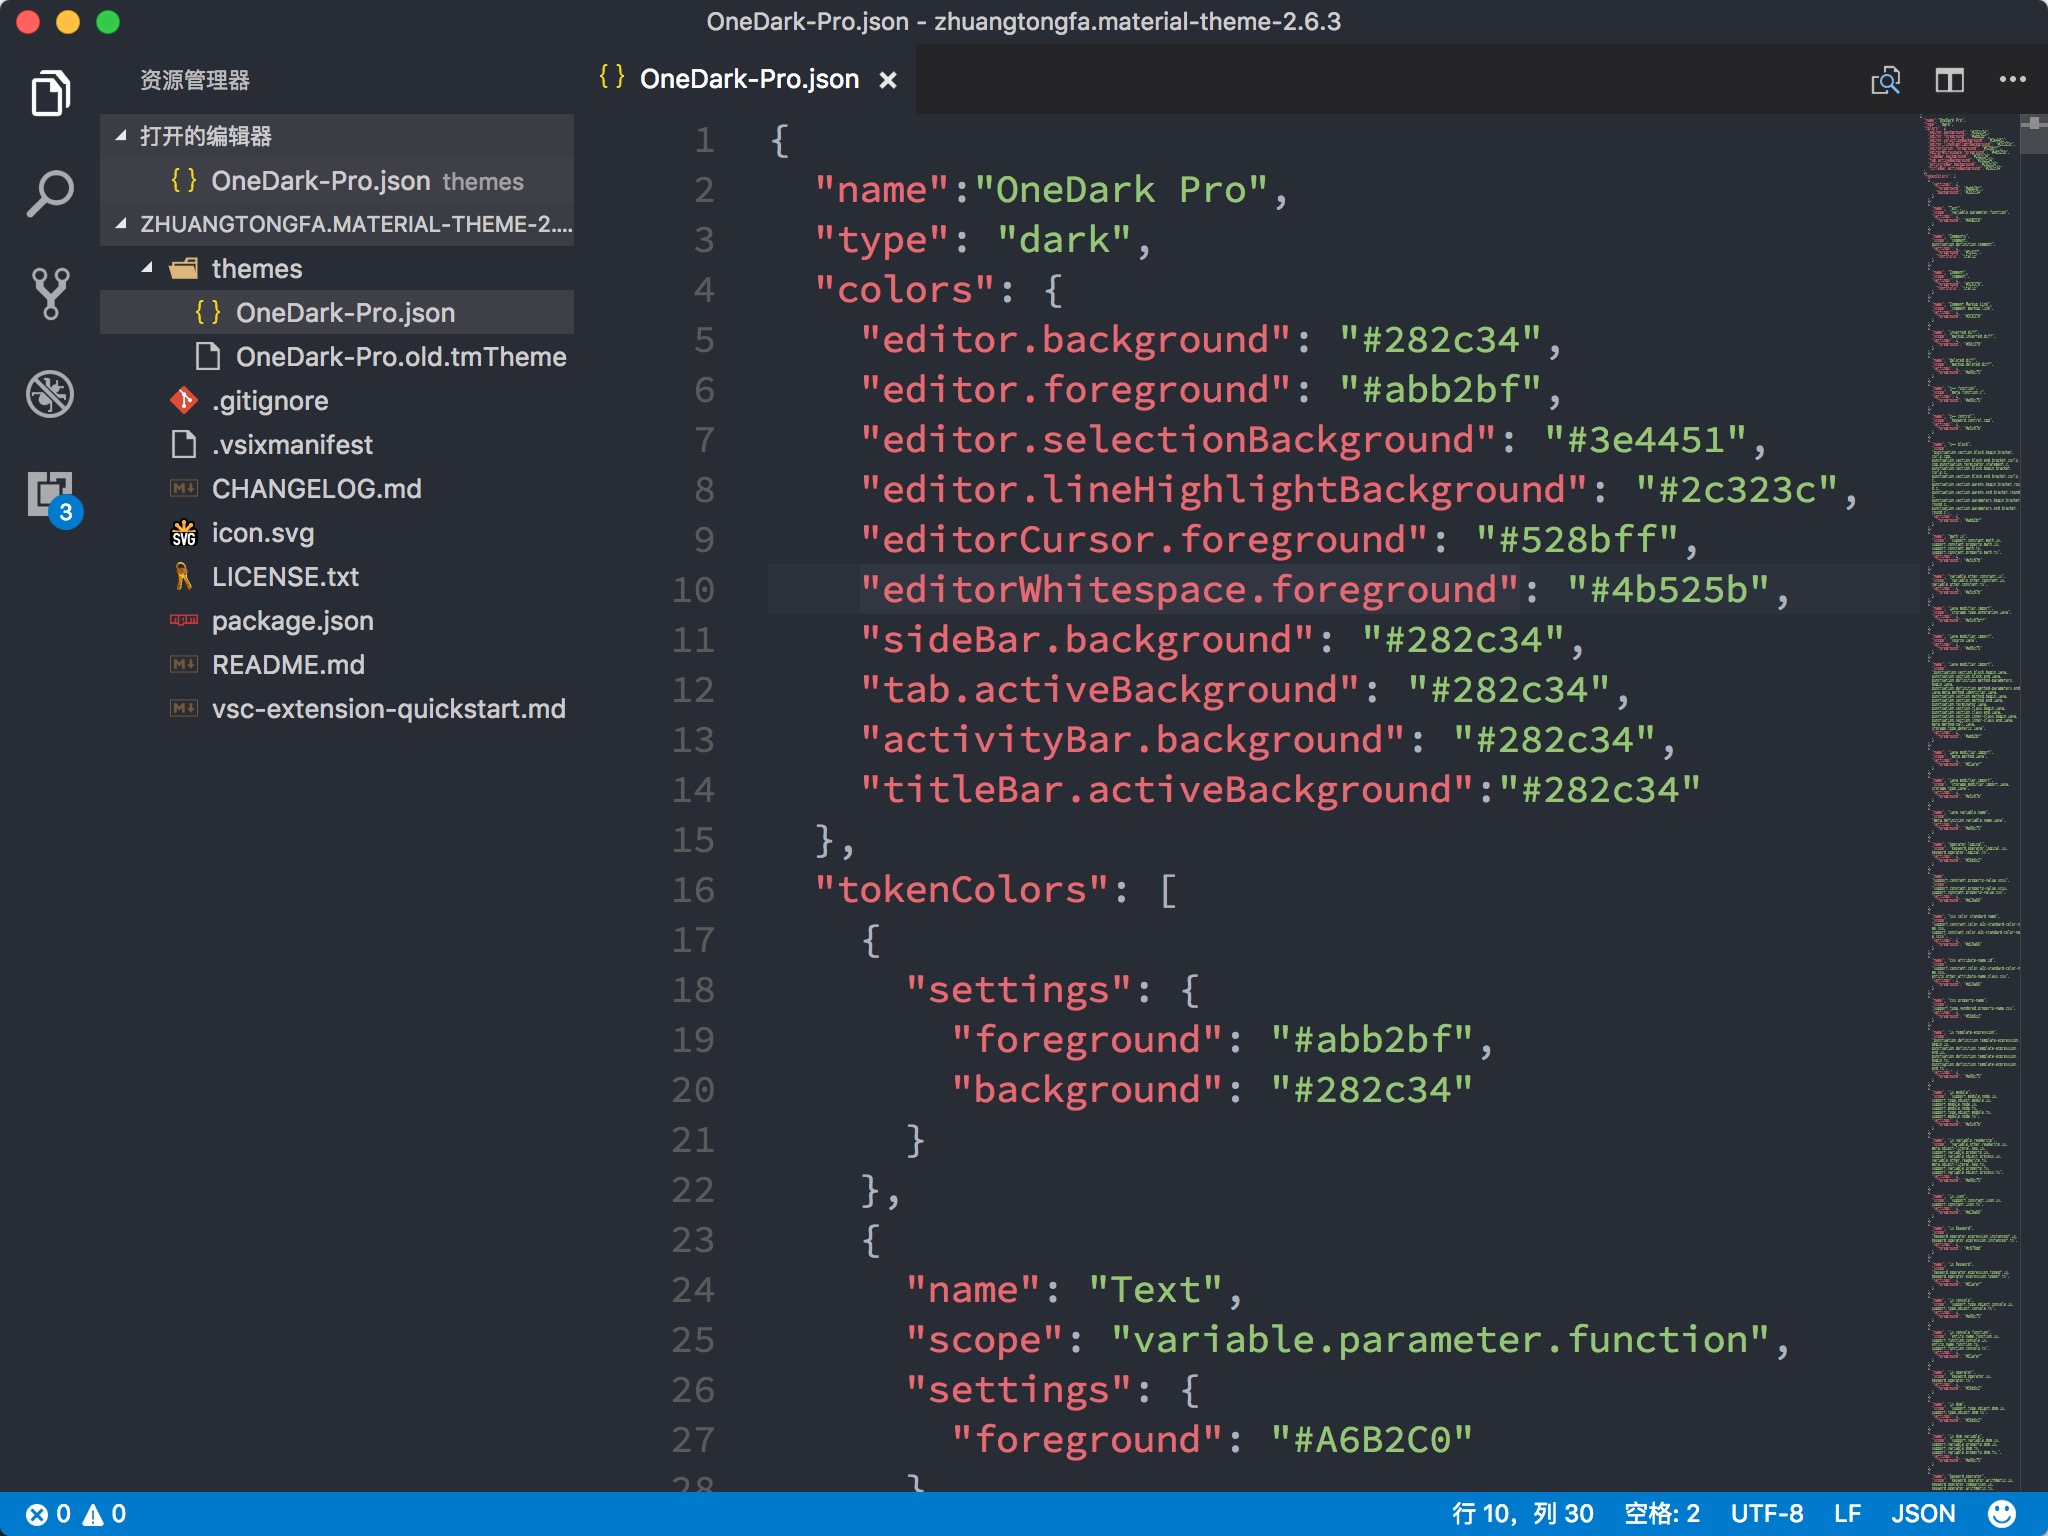 OneDark-Pro.json - zhuangtongfa.material-theme-2.6.3
资源管理器
打开的编辑器
{ } OneDark-Pro.json themes
ZHUANGTONGFA.MATERIAL-THEME-2....
themes
{ } OneDark-Pro.json
OneDark-Pro.old.tmTheme
.gitignore
.vsixmanifest
M↓ CHANGELOG.md
SVG icon.svg
LICENSE.txt
npm package.json
M↓ README.md
M↓ vsc-extension-quickstart.md
3
{ } OneDark-Pro.json ×
1 {
2 "name":"OneDark Pro",
3 "type": "dark",
4 "colors": {
5 "editor.background": "#282c34",
6 "editor.foreground": "#abb2bf",
7 "editor.selectionBackground": "#3e4451",
8 "editor.lineHighlightBackground": "#2c323c",
9 "editorCursor.foreground": "#528bff",
10 "editorWhitespace.foreground": "#4b525b",
11 "sideBar.background": "#282c34",
12 "tab.activeBackground": "#282c34",
13 "activityBar.background": "#282c34",
14 "titleBar.activeBackground":"#282c34"
15 },
16 "tokenColors": [
17 {
18 "settings": {
19 "foreground": "#abb2bf",
20 "background": "#282c34"
21 }
22 },
23 {
24 "name": "Text",
25 "scope": "variable.parameter.function",
26 "settings": {
27 "foreground": "#A6B2C0"
28 }
0 0
行 10，列 30 空格: 2 UTF-8 LF JSON